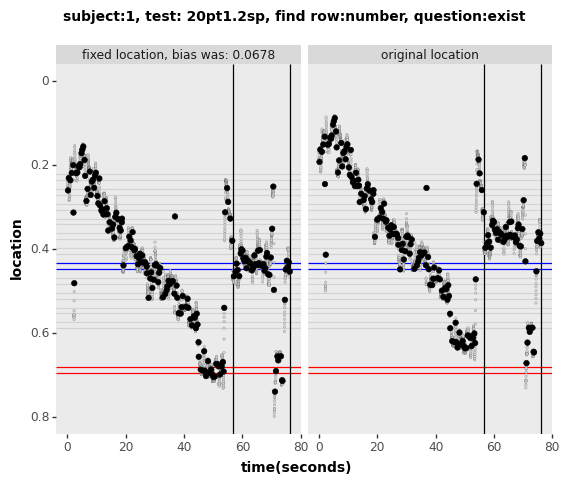 subject:1, test: 20pt1.2sp, find row:number, question:exist
fixed location, bias was: 0.0678
original location
0
0.2
0.4
0.6
0.8
location
0 20 40 60 80 0 20 40 60 80
time(seconds)